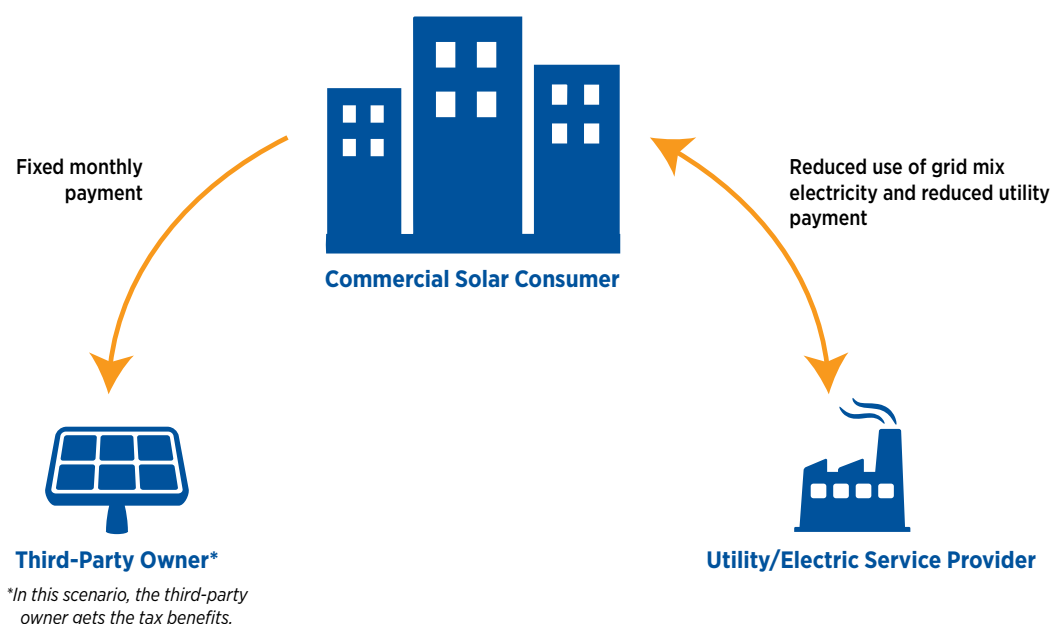 Fixed monthly
payment
Reduced use of grid mix
electricity and reduced utility
payment
Commercial Solar Consumer
Third-Party Owner*
*In this scenario, the third-party
owner gets the tax benefits.
Utility/Electric Service Provider